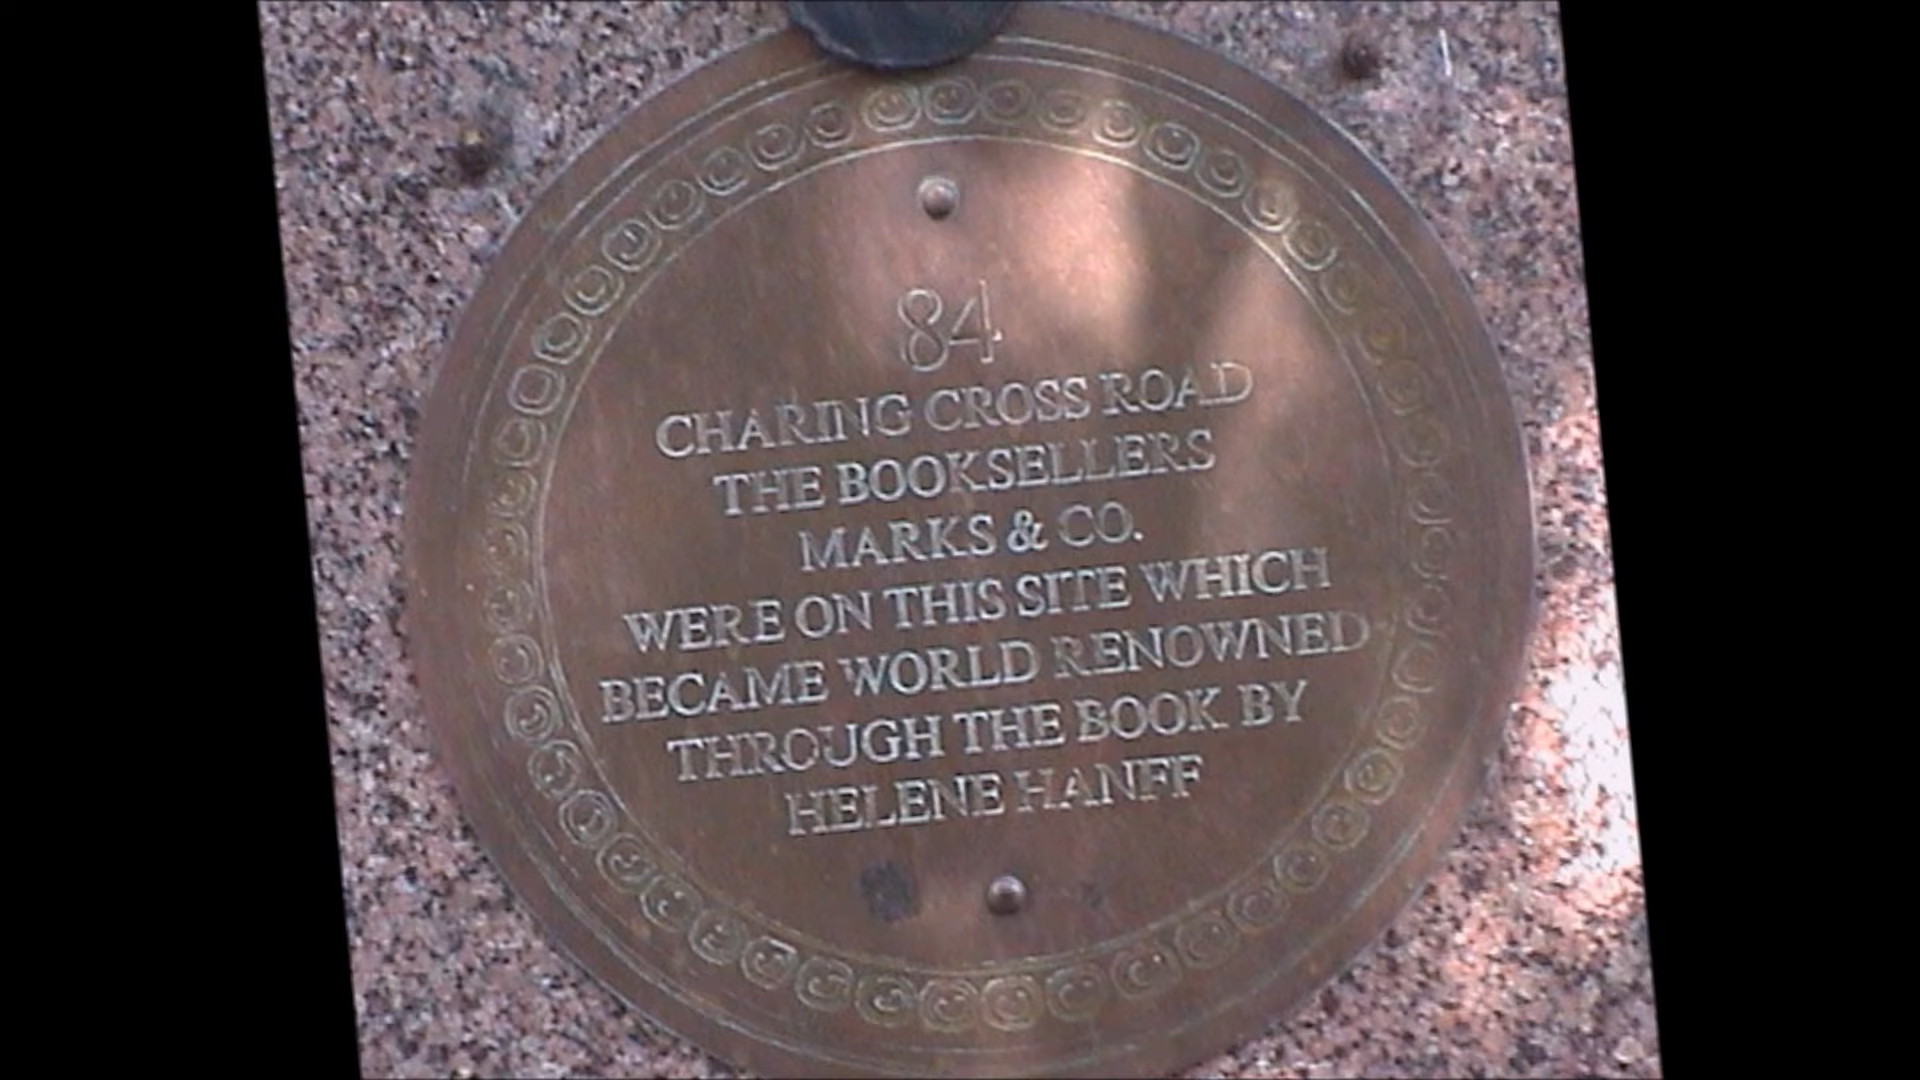 84
CHARING CROSS ROAD
THE BOOKSELLERS
MARKS & CO.
WERE ON THIS SITE WHICH
BECAME WORLD RENOWNED
THROUGH THE BOOK BY
HELENE HANFF